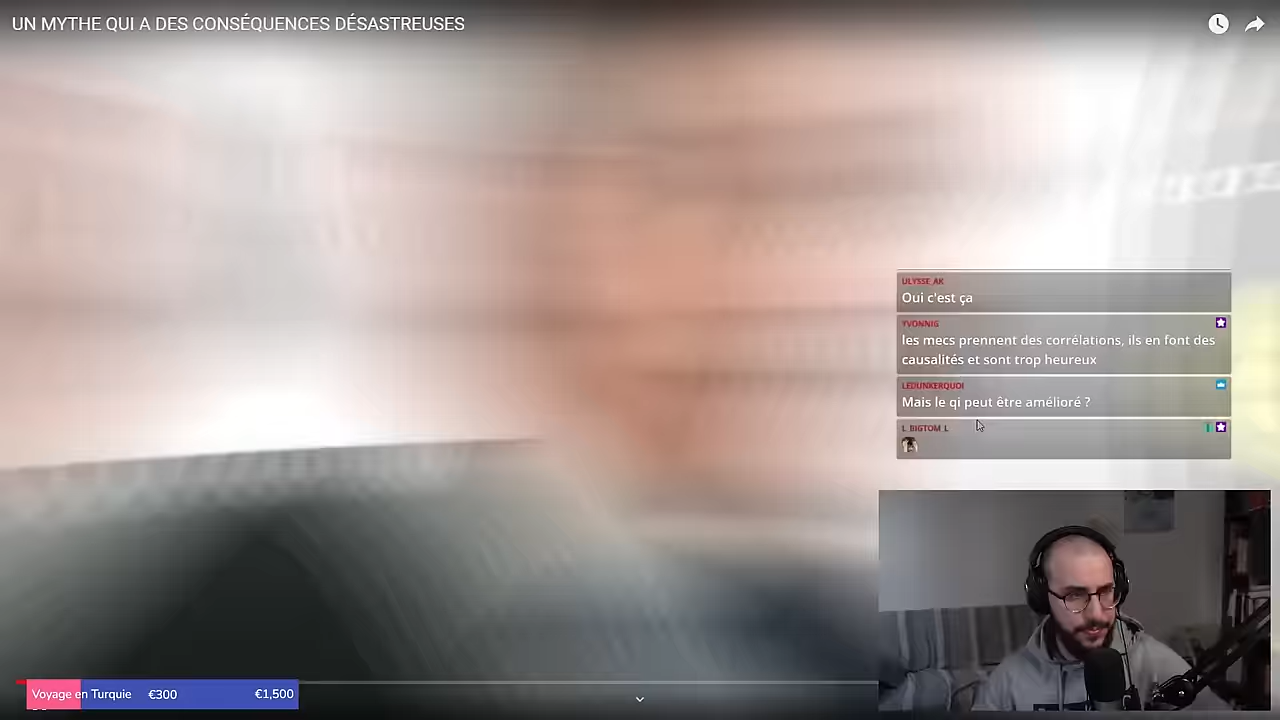 UN MYTHE QUI A DES CONSÉQUENCES DÉSASTREUSES
ULYSSE_AK
Oui c'est ça
YVONNIG
les mecs prennent des corrélations, ils en font des
causalités et sont trop heureux
LEDUNKERQUOI
Mais le qi peut être amélioré ?
L_BIGTOM_L
Voyage en Turquie €300 €1,500